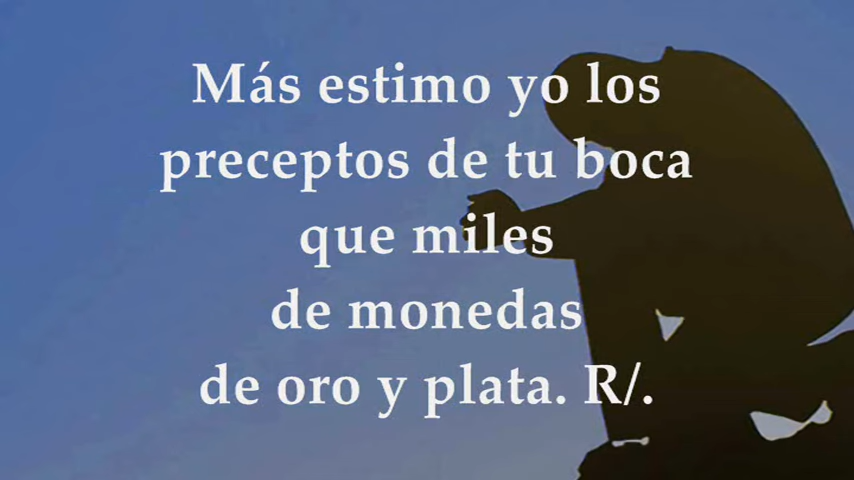 Más estimo yo los
preceptos de tu boca
que miles
de monedas
de oro y plata. R/.